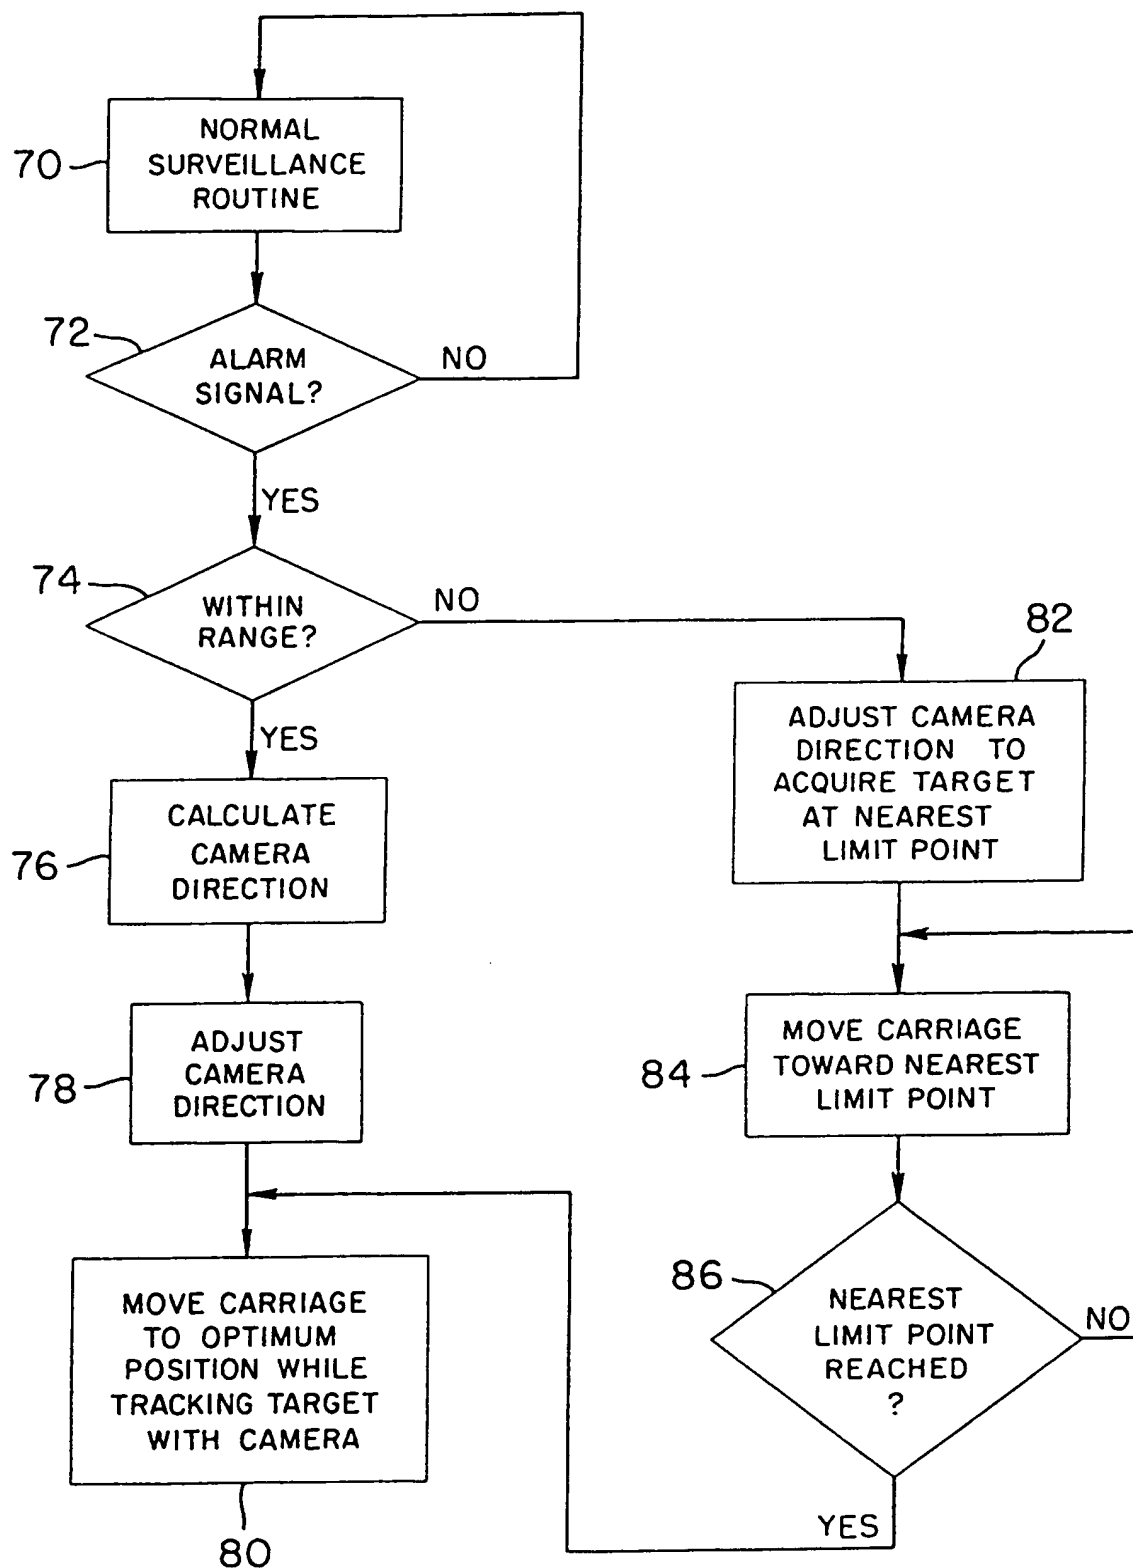 NORMAL
SURVEILLANCE
ROUTINE
70
72
ALARM
SIGNAL?
NO
YES
74
WITHIN
RANGE?
NO
YES
82
ADJUST CAMERA
DIRECTION TO
ACQUIRE TARGET
AT NEAREST
LIMIT POINT
76
CALCULATE
CAMERA
DIRECTION
78
ADJUST
CAMERA
DIRECTION
84
MOVE CARRIAGE
TOWARD NEAREST
LIMIT POINT
86
NEAREST
LIMIT POINT
REACHED
?
NO
YES
MOVE CARRIAGE
TO OPTIMUM
POSITION WHILE
TRACKING TARGET
WITH CAMERA
80